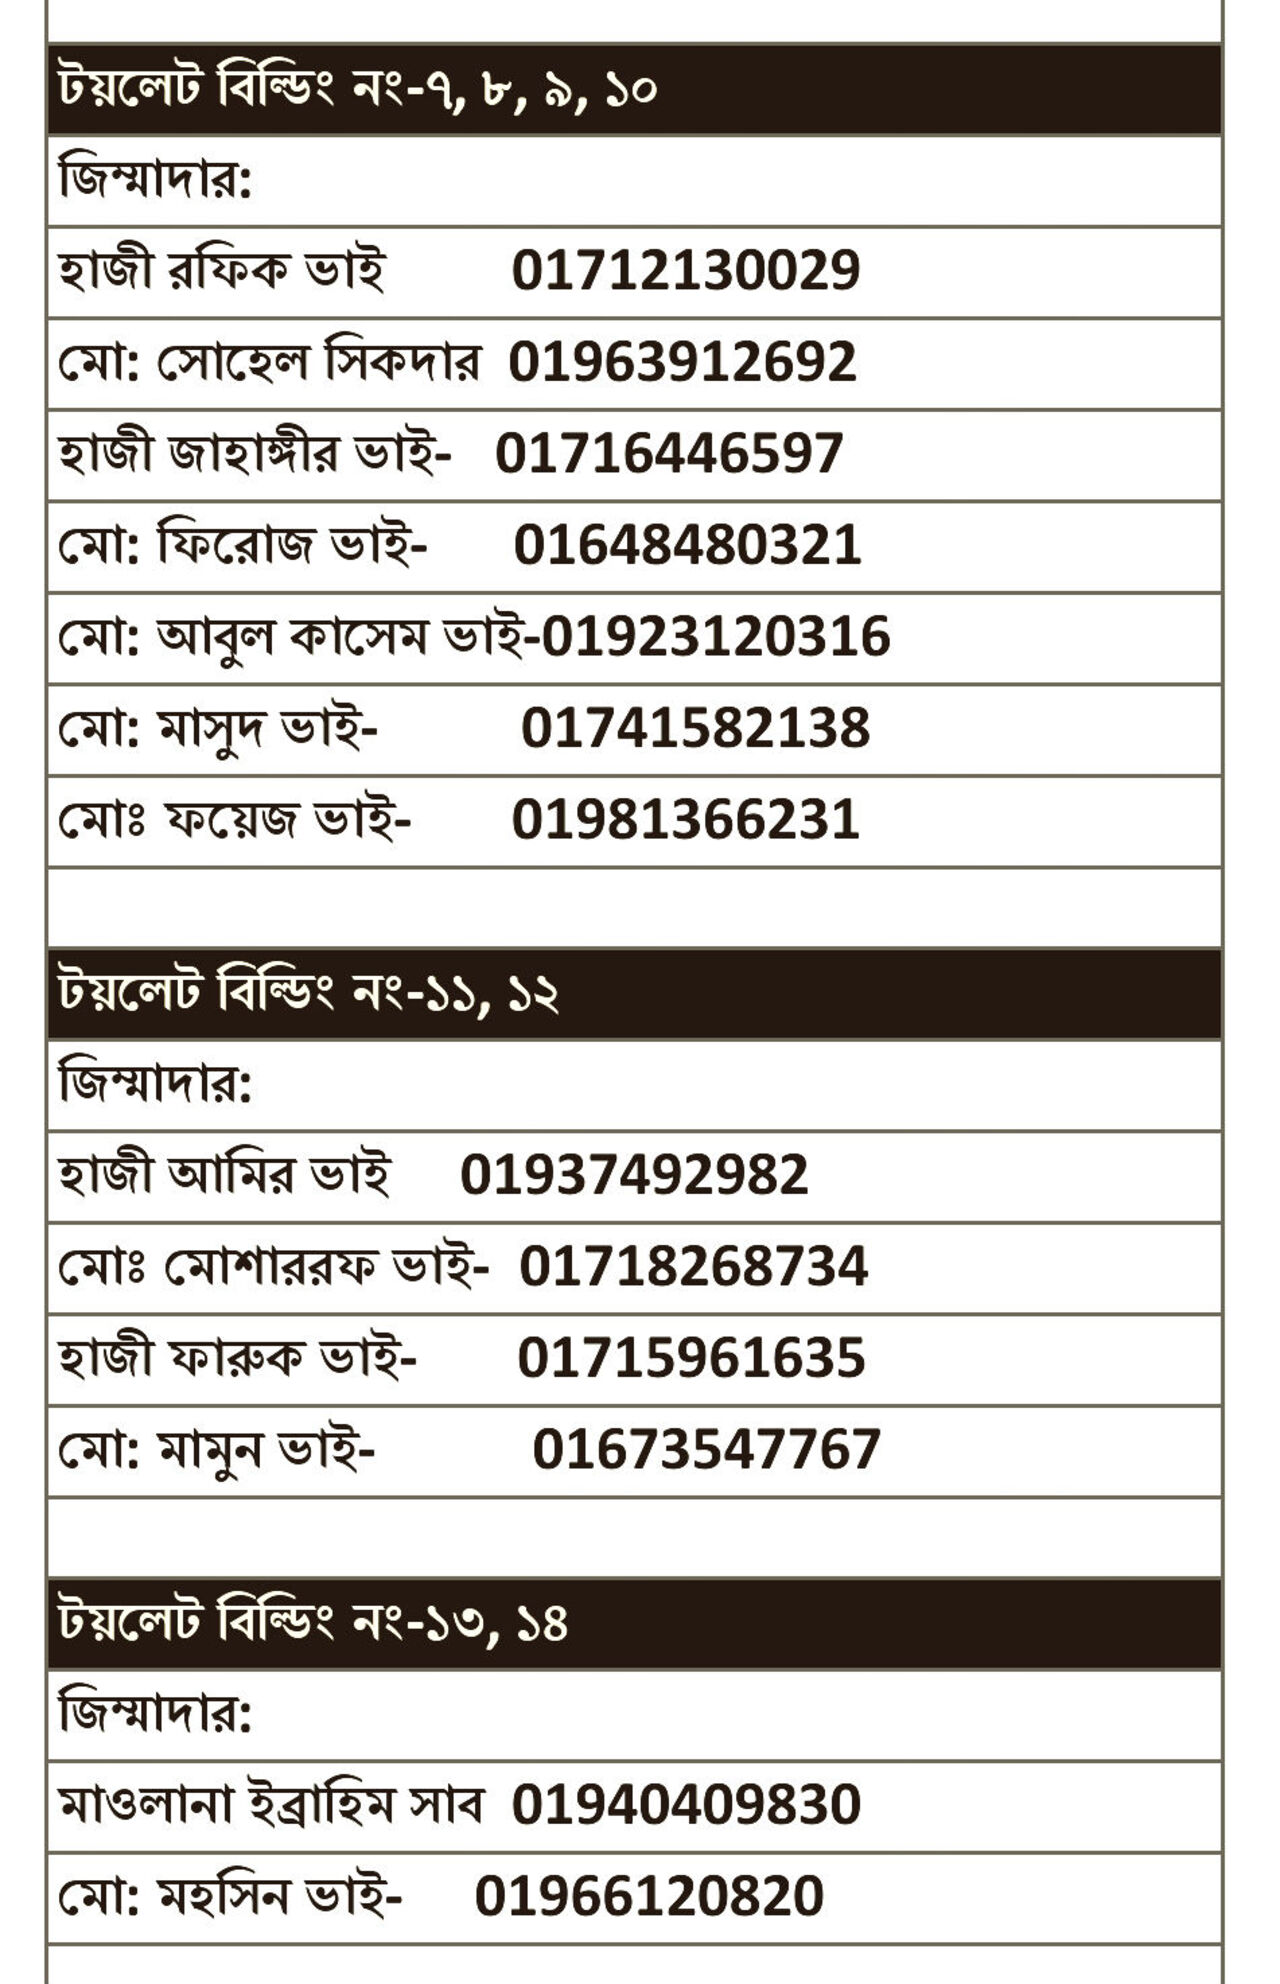 টয়লেট বিল্ডিং নং-৭, ৮, ৯, ১০
জিম্মাদার:
হাজী রফিক ভাই 01712130029
মো: সোহেল সিকদার 01963912692
হাজী জাহাঙ্গীর ভাই- 01716446597
মো: ফিরোজ ভাই- 01648480321
মো: আবুল কাসেম ভাই-01923120316
মো: মাসুদ ভাই- 01741582138
মোঃ ফয়েজ ভাই- 01981366231
টয়লেট বিল্ডিং নং-১১, ১২
জিম্মাদার:
হাজী আমির ভাই 01937492982
মোঃ মোশাররফ ভাই- 01718268734
হাজী ফারুক ভাই- 01715961635
মো: মামুন ভাই- 01673547767
টয়লেট বিল্ডিং নং-১৩, ১৪
জিম্মাদার:
মাওলানা ইব্রাহিম সাব 01940409830
মো: মহসিন ভাই- 01966120820